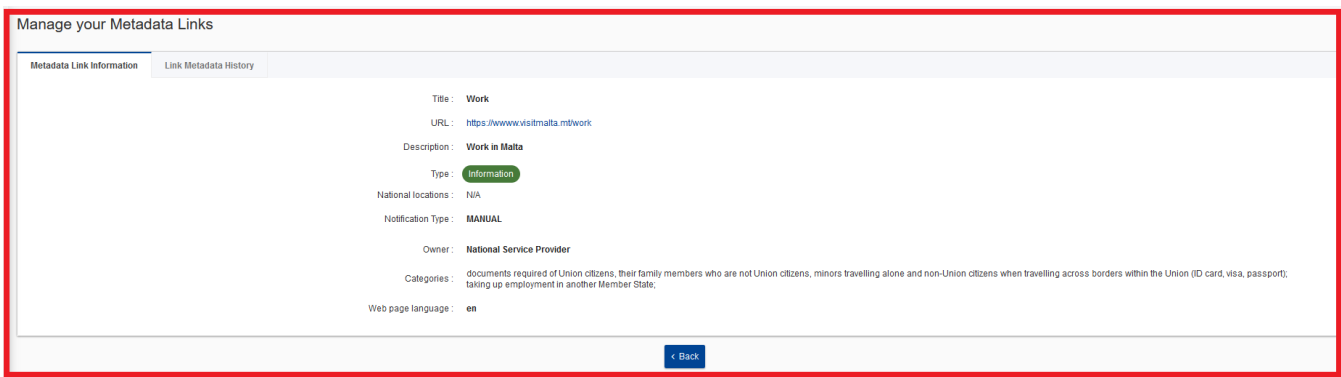 Manage your Metadata Links
Metadata Link Information Link Metadata History
Title : Work
URL : https://wwww.visitmalta.mt/work
Description : Work in Malta
Type : Information
National locations : N/A
Notification Type : MANUAL
Owner : National Service Provider
Categories : documents required of Union citizens, their family members who are not Union citizens, minors travelling alone and non-Union citizens when travelling across borders within the Union (ID card, visa, passport);
taking up employment in another Member State;
Web page language : en
‹ Back